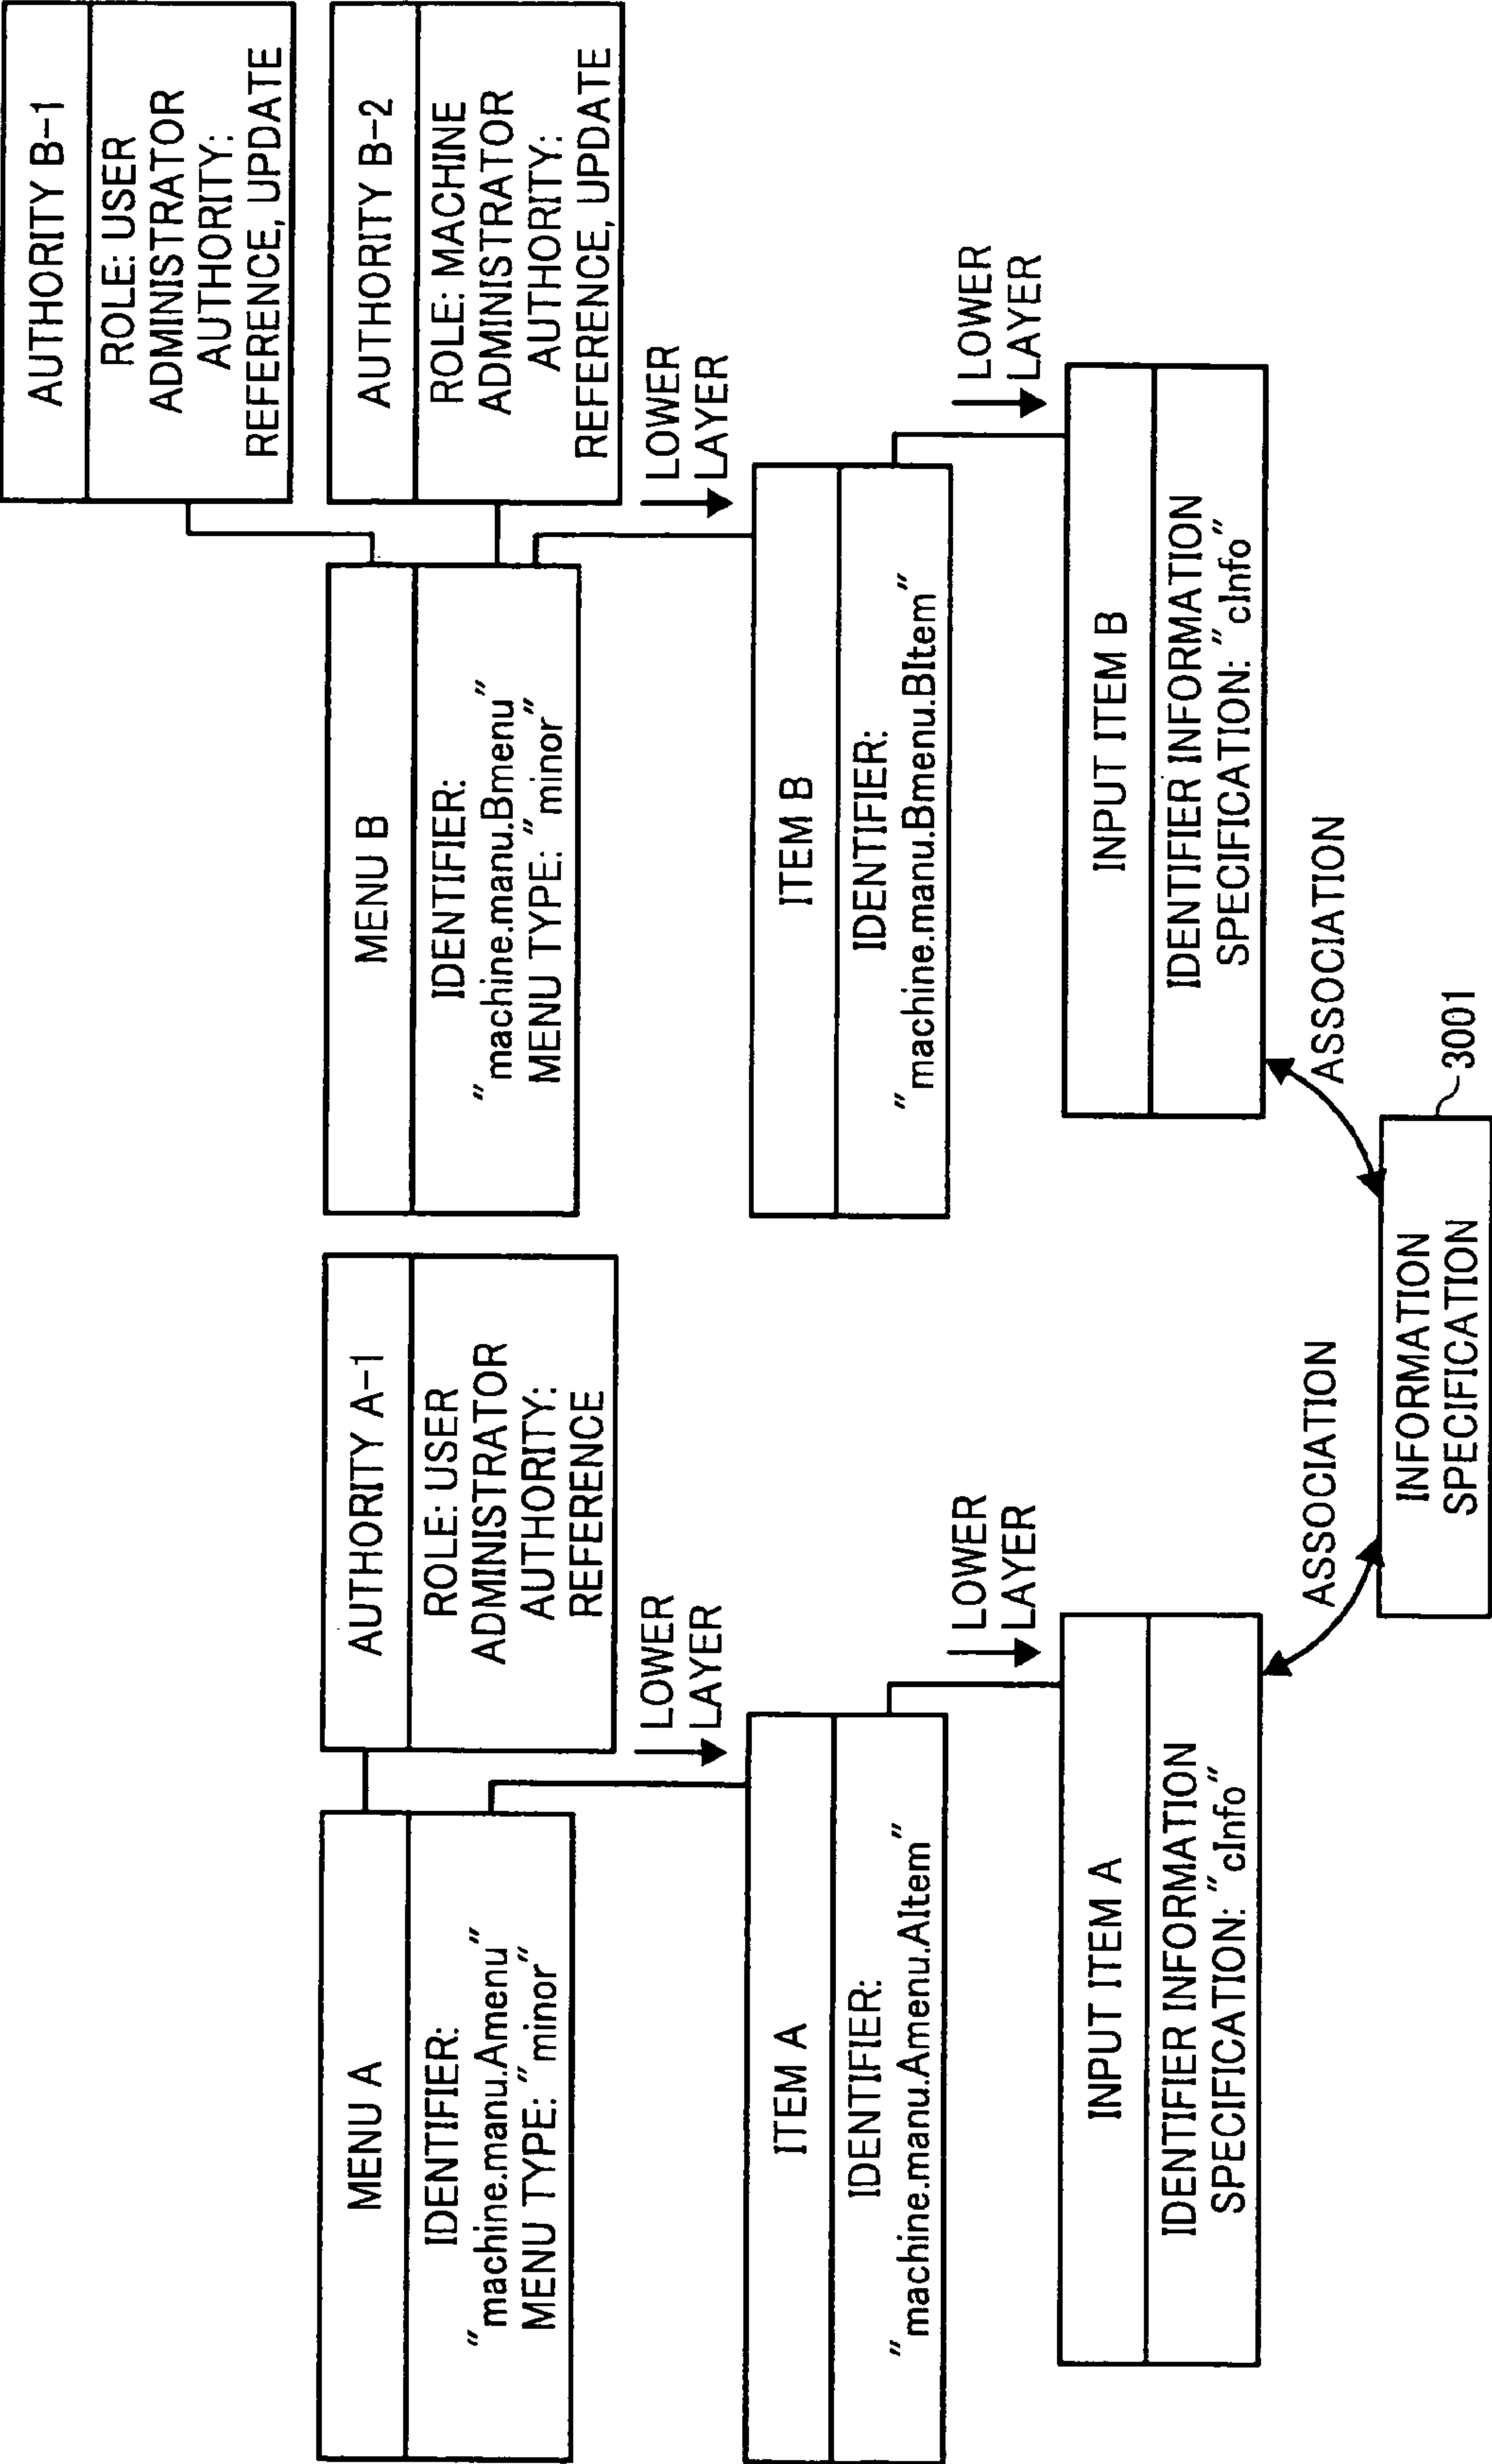 MENU A
IDENTIFIER:
"machine.manu.Amenu"
MENU TYPE: "minor"
AUTHORITY A-1
ROLE: USER
ADMINISTRATOR
AUTHORITY:
REFERENCE
LOWER
LAYER
ITEM A
IDENTIFIER:
"machine.manu.Amenu.AItem"
LOWER
LAYER
INPUT ITEM A
IDENTIFIER INFORMATION
SPECIFICATION: "cInfo"
ASSOCIATION
AUTHORITY B-1
ROLE: USER
ADMINISTRATOR
AUTHORITY:
REFERENCE, UPDATE
AUTHORITY B-2
ROLE: MACHINE
ADMINISTRATOR
AUTHORITY:
REFERENCE, UPDATE
MENU B
IDENTIFIER:
"machine.manu.Bmenu"
MENU TYPE: "minor"
LOWER
LAYER
ITEM B
IDENTIFIER:
"machine.manu.Bmenu.BItem"
LOWER
LAYER
INPUT ITEM B
IDENTIFIER INFORMATION
SPECIFICATION: "cInfo"
ASSOCIATION
INFORMATION
SPECIFICATION
3001